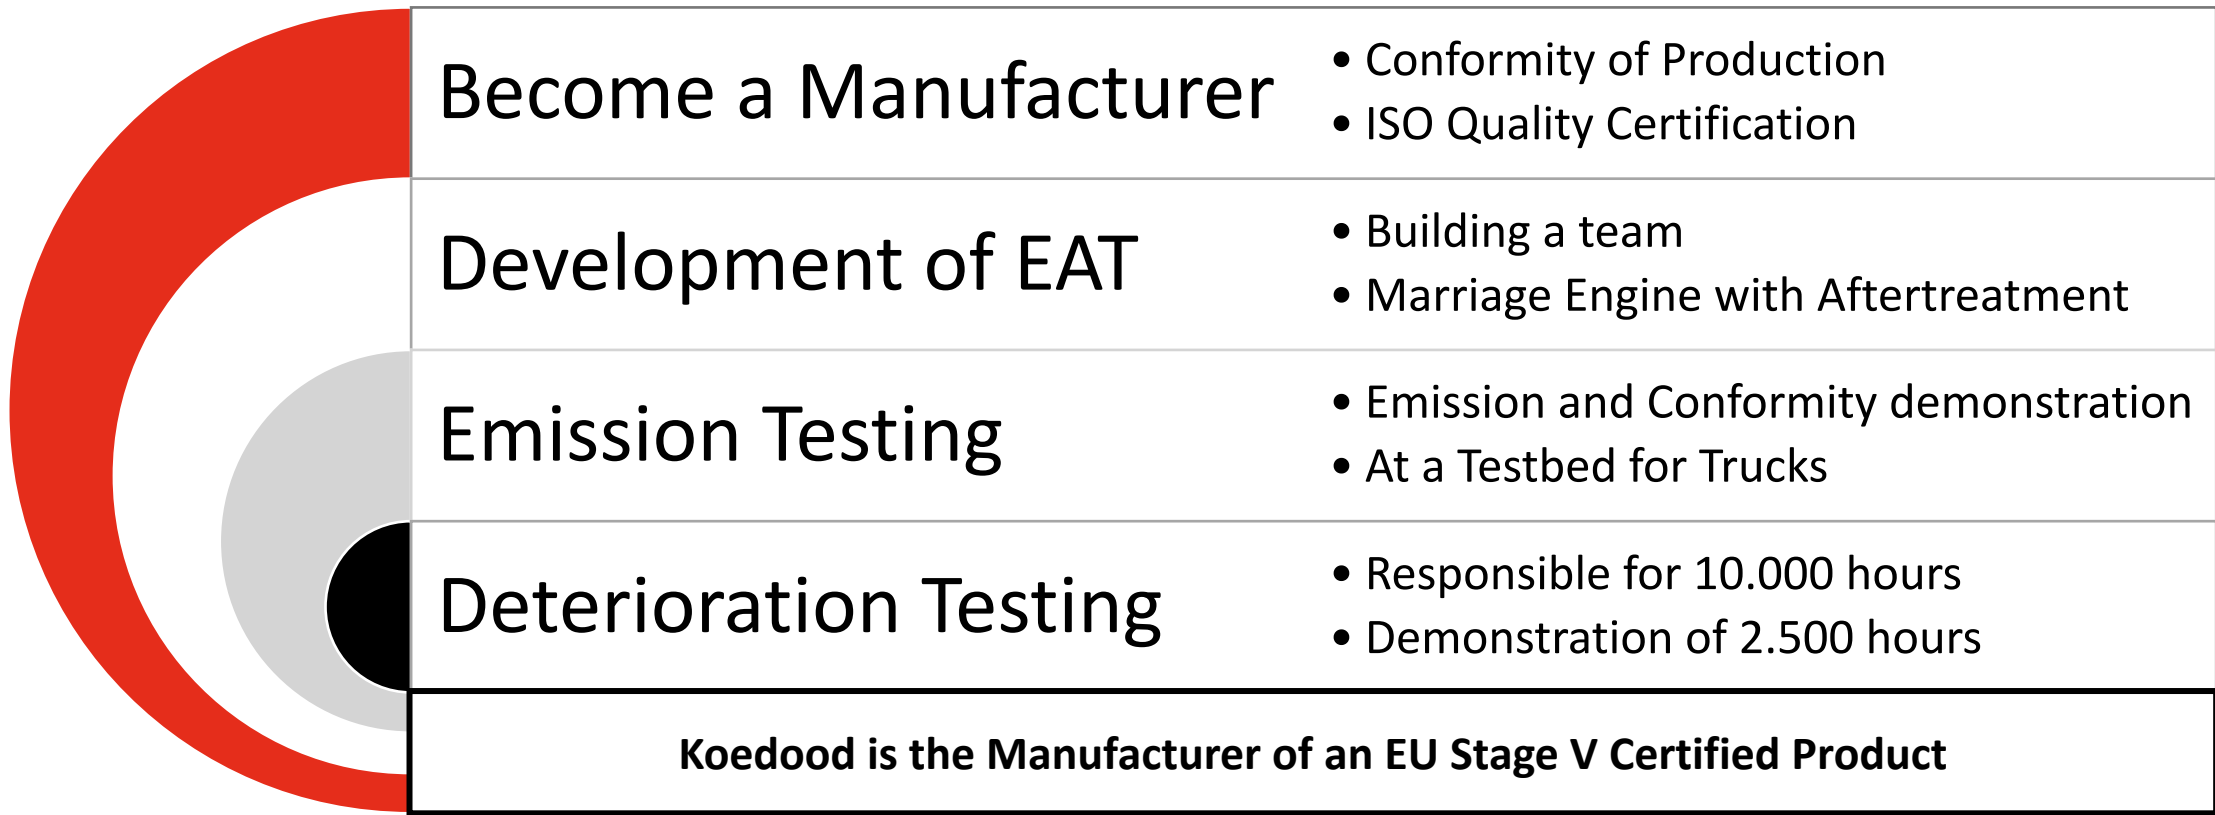 Become a Manufacturer
• Conformity of Production
• ISO Quality Certification
Development of EAT
• Building a team
• Marriage Engine with Aftertreatment
Emission Testing
• Emission and Conformity demonstration
• At a Testbed for Trucks
Deterioration Testing
• Responsible for 10.000 hours
• Demonstration of 2.500 hours
Koedood is the Manufacturer of an EU Stage V Certified Product